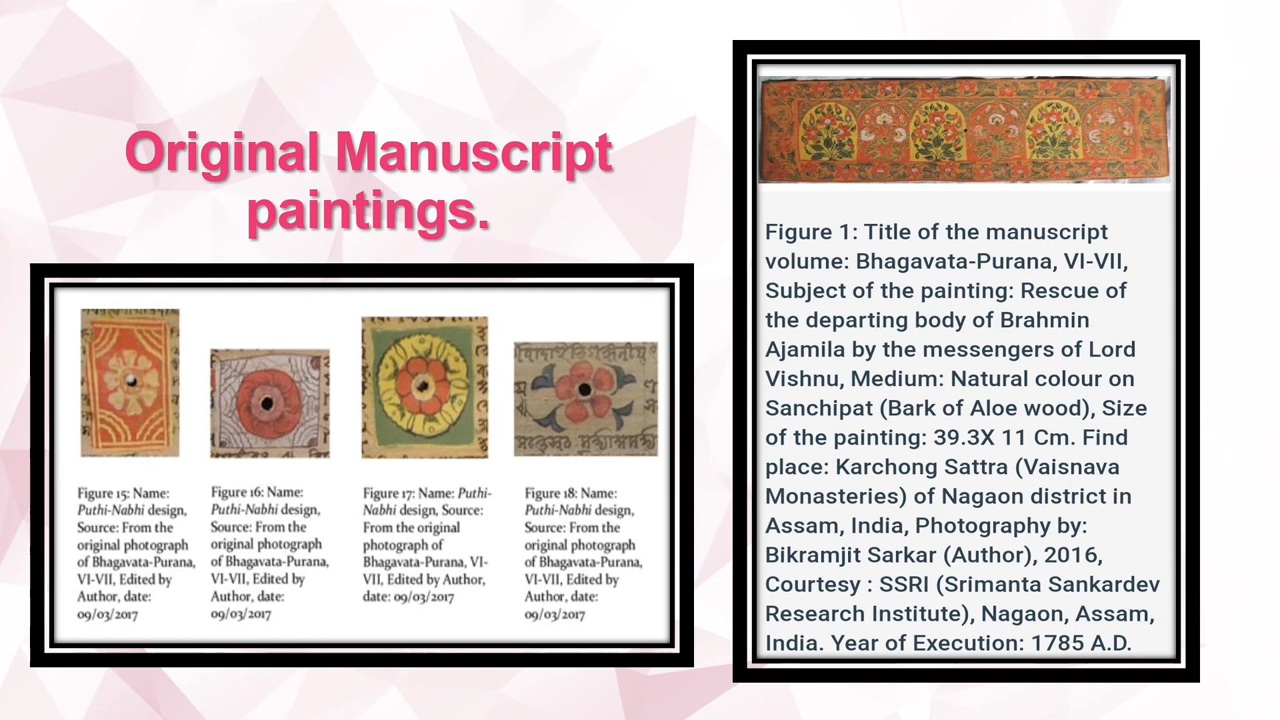 Original Manuscript
paintings.
Figure 15: Name:
Puthi-Nabhi design,
Source: From the
original photograph
of Bhagavata-Purana,
VI-VII, Edited by
Author, date:
09/03/2017
Figure 16: Name:
Puthi-Nabhi design,
Source: From the
original photograph
of Bhagavata-Purana,
VI-VII, Edited by
Author, date:
09/03/2017
Figure 17: Name: Puthi-
Nabhi design, Source:
From the original
photograph of
Bhagavata-Purana, VI-
VII, Edited by Author,
date: 09/03/2017
Figure 18: Name:
Puthi-Nabhi design,
Source: From the
original photograph
of Bhagavata-Purana,
VI-VII, Edited by
Author, date:
09/03/2017
Figure 1: Title of the manuscript
volume: Bhagavata-Purana, VI-VII,
Subject of the painting: Rescue of
the departing body of Brahmin
Ajamila by the messengers of Lord
Vishnu, Medium: Natural colour on
Sanchipat (Bark of Aloe wood), Size
of the painting: 39.3X 11 Cm. Find
place: Karchong Sattra (Vaisnava
Monasteries) of Nagaon district in
Assam, India, Photography by:
Bikramjit Sarkar (Author), 2016,
Courtesy : SSRI (Srimanta Sankardev
Research Institute), Nagaon, Assam,
India. Year of Execution: 1785 A.D.